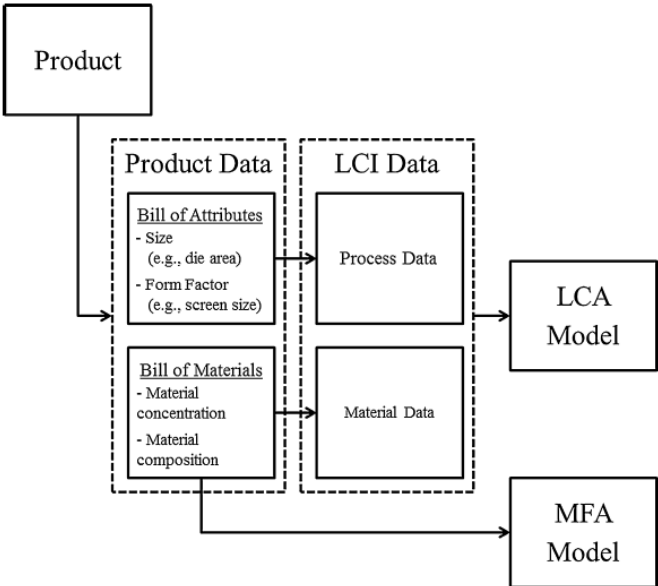 Product
Product Data
Bill of Attributes
- Size
(e.g., die area)
- Form Factor
(e.g., screen size)
Bill of Materials
- Material
concentration
- Material
composition
LCI Data
Process Data
Material Data
LCA
Model
MFA
Model